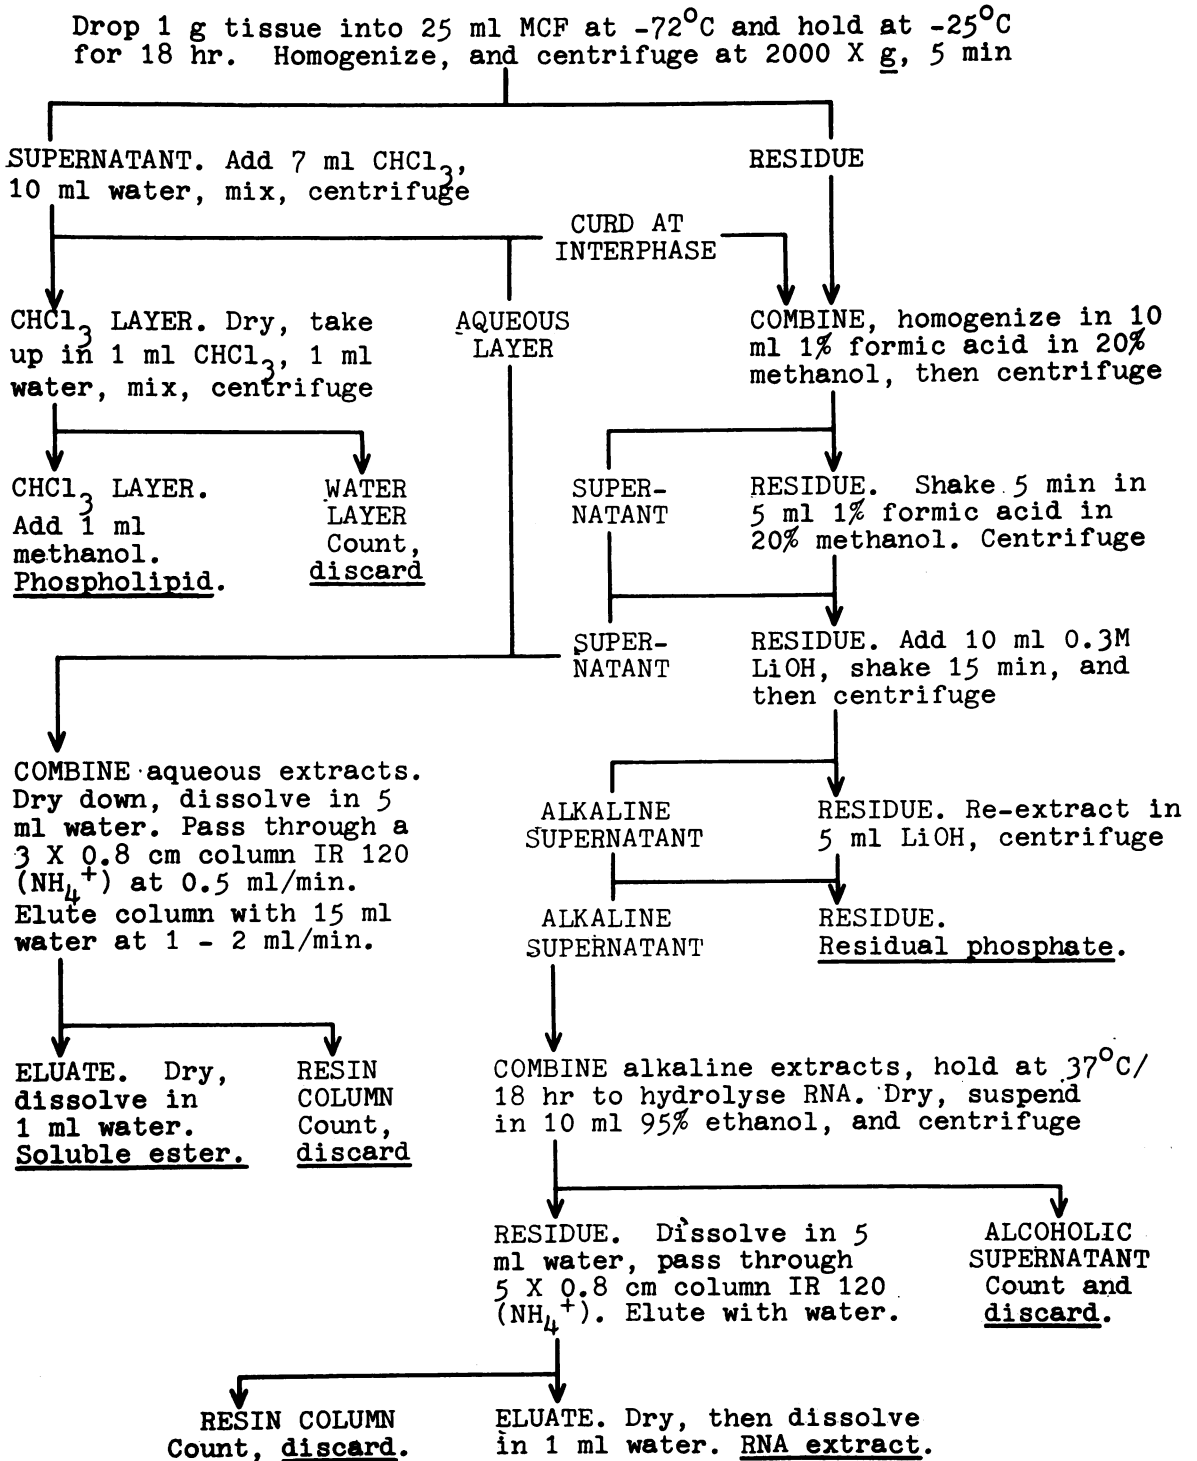 Drop 1 g tissue into 25 ml MCF at -72°C and hold at -25°C
for 18 hr. Homogenize, and centrifuge at 2000 X g, 5 min
SUPERNATANT. Add 7 ml CHCl3,
10 ml water, mix, centrifuge
RESIDUE
CURD AT
INTERPHASE
CHCl3 LAYER. Dry, take
up in 1 ml CHCl3, 1 ml
water, mix, centrifuge
AQUEOUS
LAYER
COMBINE, homogenize in 10
ml 1% formic acid in 20%
methanol, then centrifuge
CHCl3 LAYER.
Add 1 ml
methanol.
Phospholipid.
WATER
LAYER
Count,
discard
SUPER-
NATANT
RESIDUE. Shake 5 min in
5 ml 1% formic acid in
20% methanol. Centrifuge
SUPER-
NATANT
RESIDUE. Add 10 ml 0.3M
LiOH, shake 15 min, and
then centrifuge
COMBINE aqueous extracts.
Dry down, dissolve in 5
ml water. Pass through a
3 X 0.8 cm column IR 120
(NH4+) at 0.5 ml/min.
Elute column with 15 ml
water at 1 - 2 ml/min.
ALKALINE
SUPERNATANT
RESIDUE. Re-extract in
5 ml LiOH, centrifuge
ALKALINE
SUPERNATANT
RESIDUE.
Residual phosphate.
ELUATE. Dry,
dissolve in
1 ml water.
Soluble ester.
RESIN
COLUMN
Count,
discard
COMBINE alkaline extracts, hold at 37°C/
18 hr to hydrolyse RNA. Dry, suspend
in 10 ml 95% ethanol, and centrifuge
RESIDUE. Dissolve in 5
ml water, pass through
5 X 0.8 cm column IR 120
(NH4+). Elute with water.
ALCOHOLIC
SUPERNATANT
Count and
discard.
RESIN COLUMN
Count, discard.
ELUATE. Dry, then dissolve
in 1 ml water. RNA extract.